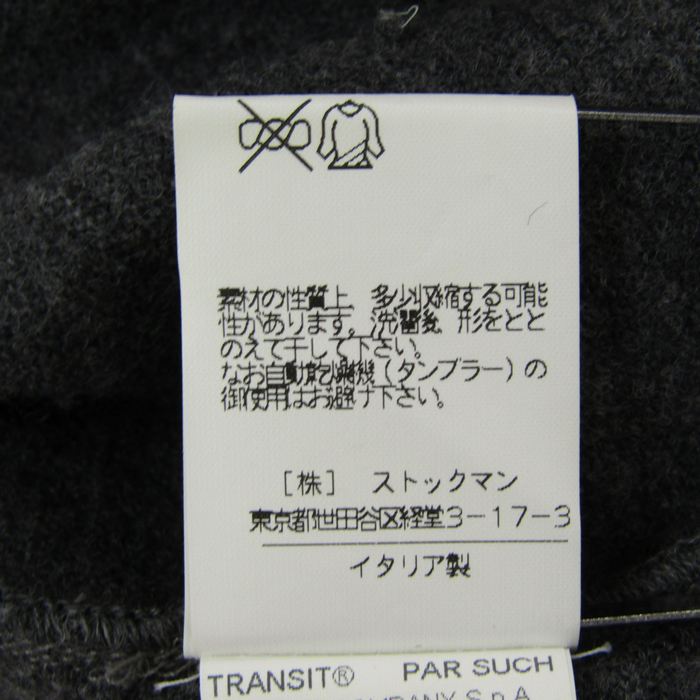 素材の性質上、多少収縮する可能
性があります。洗濯後、形をとと
のえて干して下さい。
なお自動乾燥機(タンブラー)の
御使用はお避け下さい。
[株] ストックマン
東京都世田谷区経堂3-17-3
イタリア製
TRANSIT® PAR SUCH
COMPANY S.p.A